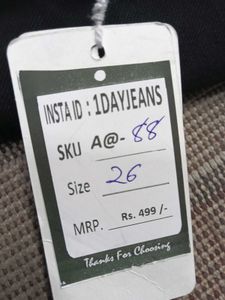 INSTA ID : 1DAYJEANS
SKU A@- 88
Size 26
MRP. Rs. 499 /-
Thanks For Choosing